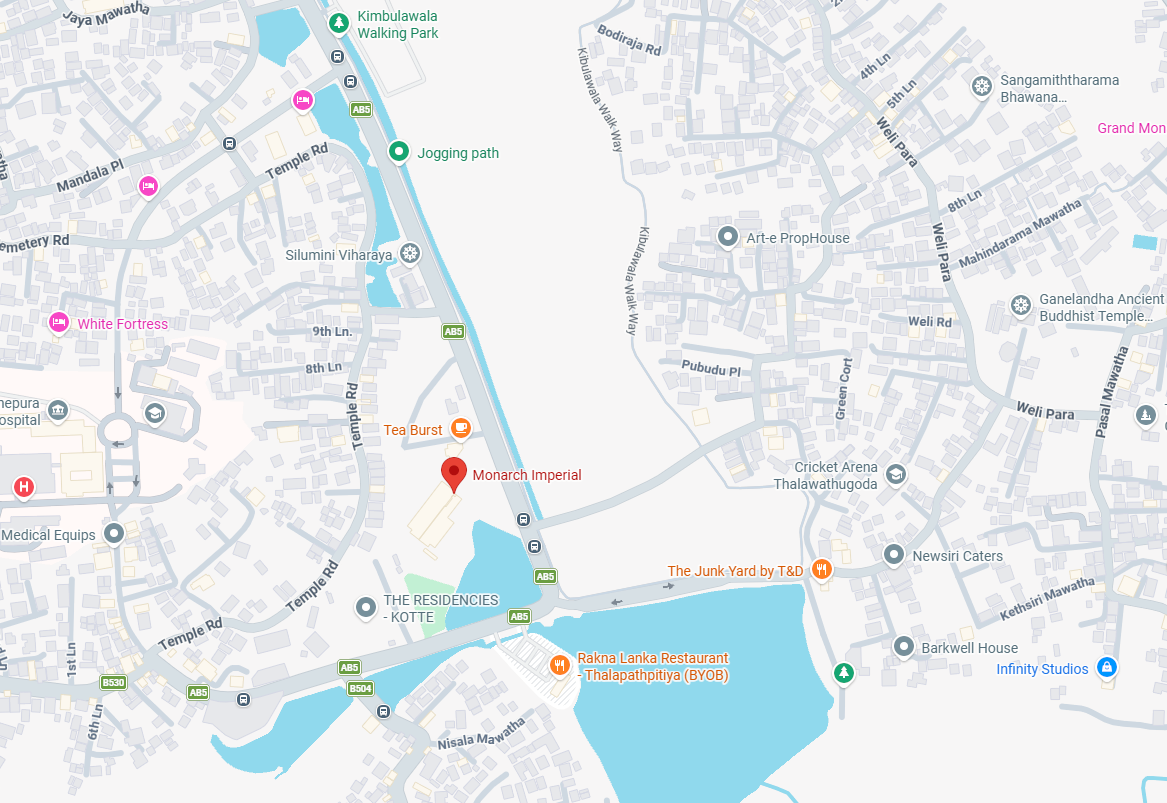 Jaya Mawatha
Kimbulawala
Walking Park
Bodiraja Rd
4th Ln
5th Ln
Sangamiththarama
Bhawana...
Kibulawala Walk Way
AB5
Weli Para
Grand Mon
Jogging path
Temple Rd
Mandala Pl
8th Ln
Mahindarama Mawatha
emetery Rd
Silumini Viharaya
Art-e PropHouse
Weli Para
Kibulawala Walk Way
Ganelandha Ancient
Buddhist Temple...
White Fortress
9th Ln.
AB5
Weli Rd
8th Ln
Pubudu Pl
Green Cort
Pasal Mawatha
nepura
ospital
Temple Rd
Tea Burst
Weli Para
Monarch Imperial
Cricket Arena
Thalawathugoda
H
Medical Equips
Newsiri Caters
The Junk Yard by T&D
AB5
Temple Rd
THE RESIDENCIES
- KOTTE
AB5
Kethsiri Mawatha
Temple Rd
1st Ln
Rakna Lanka Restaurant
- Thalapathpitiya (BYOB)
Barkwell House
Infinity Studios
AB5
B530
AB5
B504
6th Ln
Nisala Mawatha